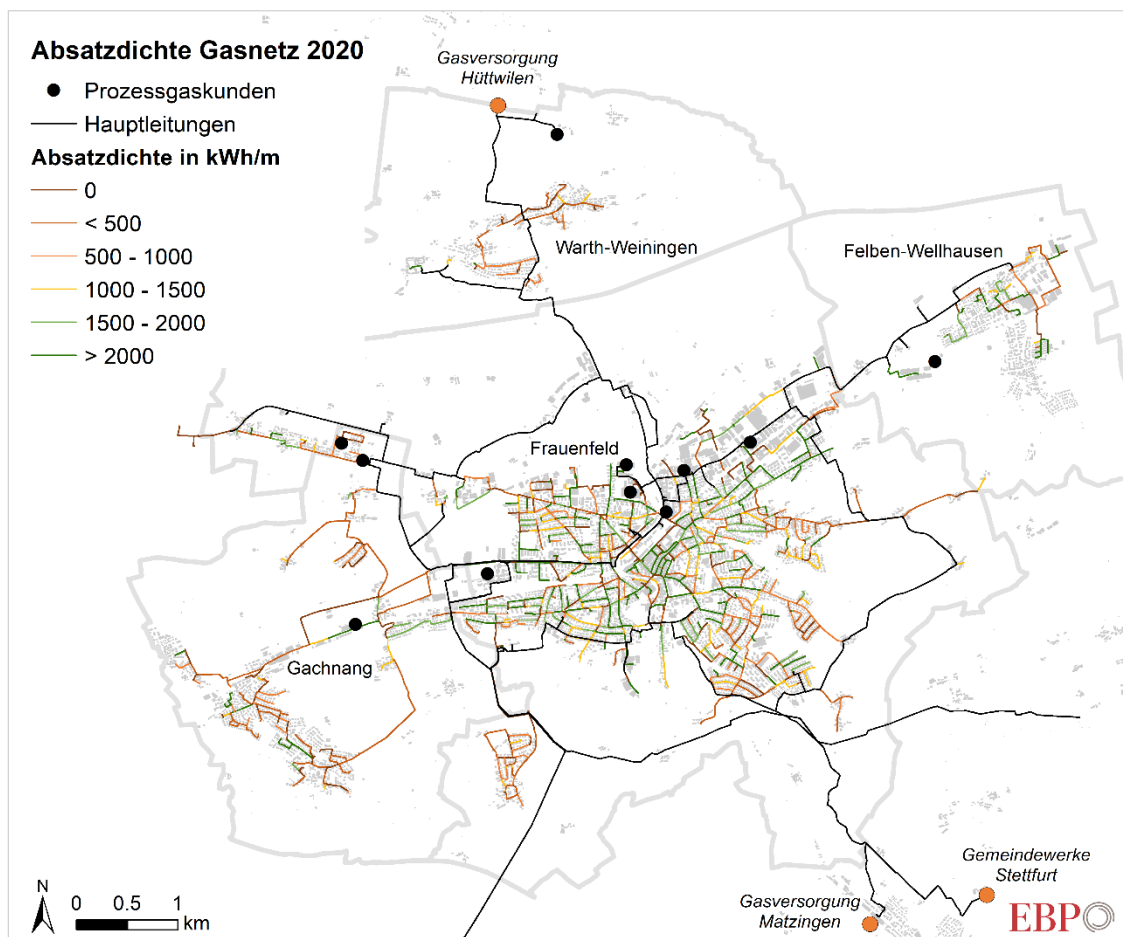 Absatzdichte Gasnetz 2020
Prozessgaskunden
Hauptleitungen
Absatzdichte in kWh/m
0
< 500
500 - 1000
1000 - 1500
1500 - 2000
> 2000
Gasversorgung
Hüttwilen
Warth-Weiningen
Felben-Wellhausen
Frauenfeld
Gachnang
Gemeindewerke
Stettfurt
Gasversorgung
Matzingen
N
0 0.5 1
km
EBP